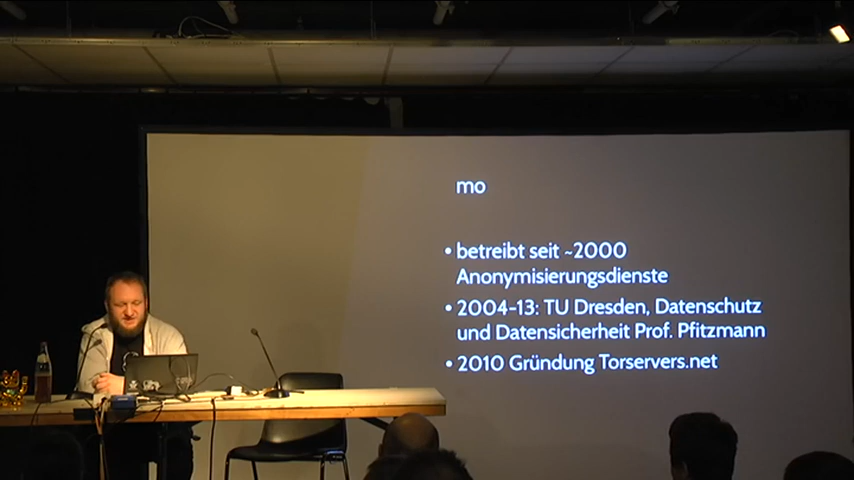 mo
• betreibt seit ~2000
Anonymisierungsdienste
• 2004-13: TU Dresden, Datenschutz
und Datensicherheit Prof. Pfitzmann
• 2010 Gründung Torservers.net